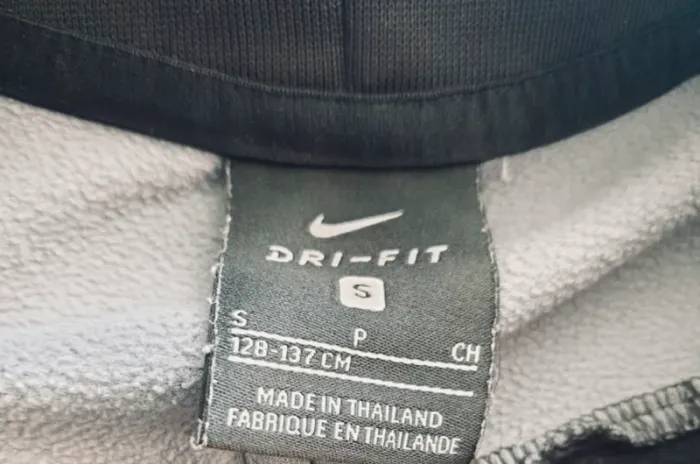 DRI-FIT
S
S P CH
128-137 CM
MADE IN THAILAND
FABRIQUE EN THAILANDE